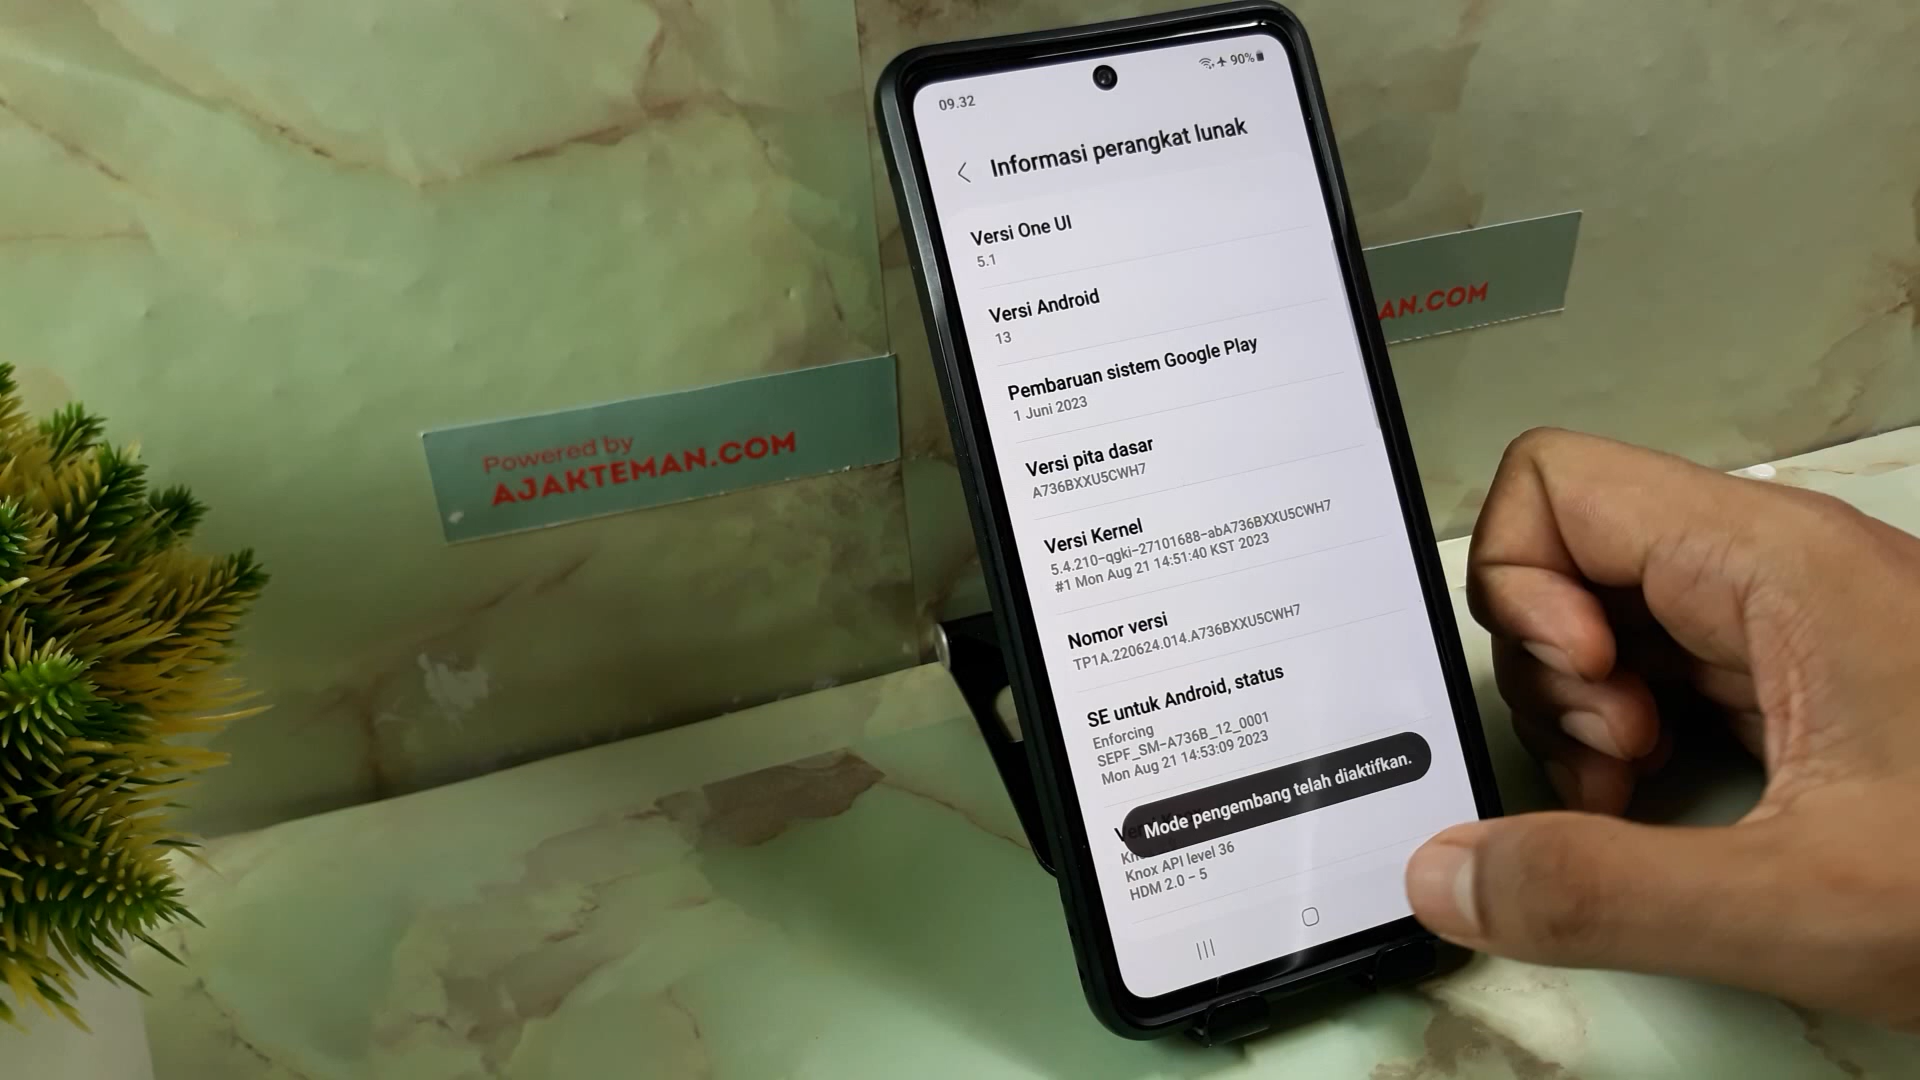 09.32
90%
Informasi perangkat lunak
Versi One UI
5.1
Versi Android
13
Pembaruan sistem Google Play
1 Juni 2023
Versi pita dasar
A736BXXU5CWH7
Versi Kernel
5.4.210-qgki-27101688-abA736BXXU5CWH7
#1 Mon Aug 21 14:51:40 KST 2023
Nomor versi
TP1A.220624.014.A736BXXU5CWH7
SE untuk Android, status
Enforcing
SEPF_SM-A736B_12_0001
Mon Aug 21 14:53:09 2023
Mode pengembang telah diaktifkan.
Knox API level 36
HDM 2.0 - 5
Powered by
AJAKTEMAN.COM
AN.COM